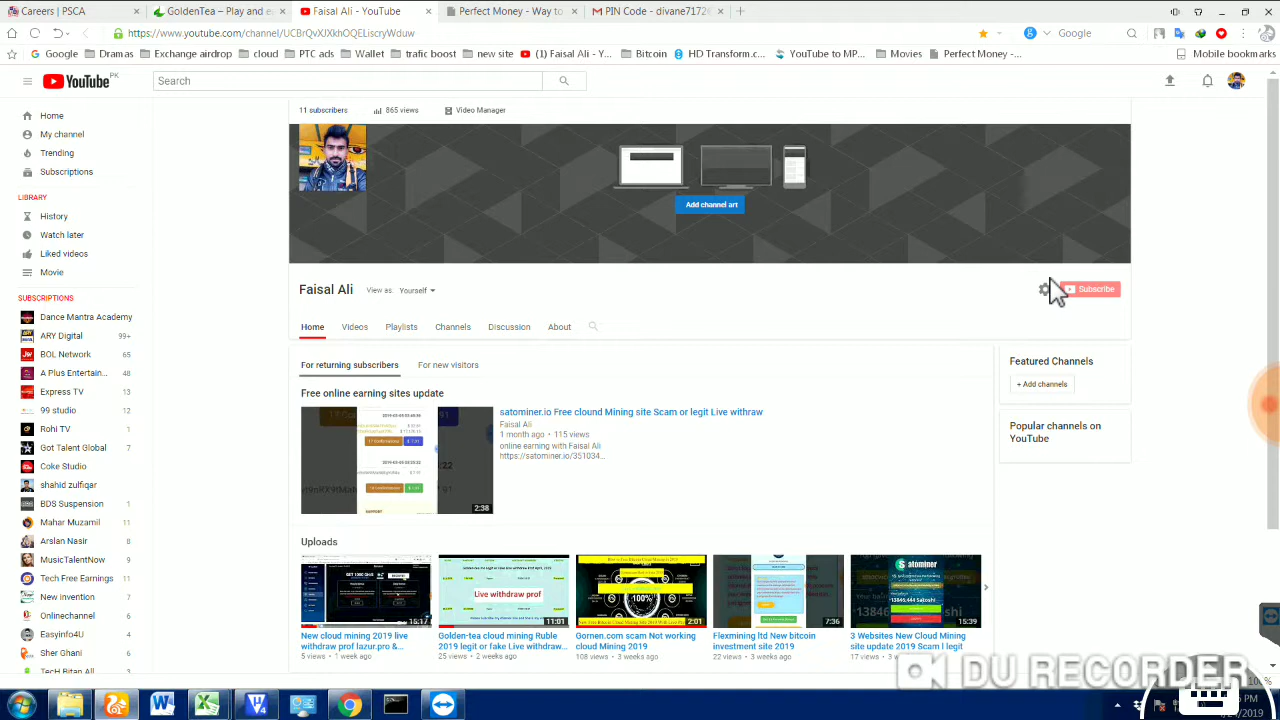 Careers | PSCA
GoldenTea – Play and e
Faisal Ali - YouTube
Perfect Money - Way to
PIN Code - divane7172
https://www.youtube.com/channel/UCBrQvXJXkhOQELiscryWduw
Google
Google
Dramas
Exchange airdrop
cloud
PTC ads
Wallet
trafic boost
new site
(1) Faisal Ali - Y...
Bitcoin
HD Transform.c...
YouTube to MP...
Movies
Perfect Money -...
Mobile bookmarks
YouTube PK
Search
11 subscribers
865 views
Video Manager
Add channel art
Home
My channel
Trending
Subscriptions
LIBRARY
History
Watch later
Liked videos
Movie
SUBSCRIPTIONS
Dance Mantra Academy
ARY Digital 99+
BOL Network 65
A Plus Entertain... 48
Express TV 23
99 studio 12
Rohi TV 1
Got Talent Global 7
Coke Studio
shahid zulfiqar
BDS Suspension 1
Mahar Muzamil 11
Arslan Nasir 8
MusicTalentNow 9
Tech Free Earnings 11
New invention 7
Onlinechannel 3
Easyinfo4U 4
Sher Ghani 3
Tech Bitan All
Faisal Ali
View as: Yourself
Subscribe
Home
Videos
Playlists
Channels
Discussion
About
For returning subscribers
For new visitors
Free online earning sites update
satominer.io Free clound Mining site Scam or legit Live withraw
Faisal Ali
1 month ago • 115 views
online earning with Faisal Ali
https://satominer.io/351034...
2:38
Featured Channels
+ Add channels
Popular channels on
YouTube
Uploads
15:17
New cloud mining 2019 live
withdraw prof lazur.pro &...
5 views • 1 week ago
Live withdraw prof
11:01
Golden-tea cloud mining Ruble
2019 legit or fake Live withdraw...
25 views • 2 weeks ago
100%
2:01
Gornen.com scam Not working
cloud Mining 2019
108 views • 3 weeks ago
7:36
Flexmining ltd New bitcoin
investment site 2019
22 views • 3 weeks ago
satominer
15:39
3 Websites New Cloud Mining
site update 2019 Scam I legit
17 views • 3 weeks
DU RECORDER
100%